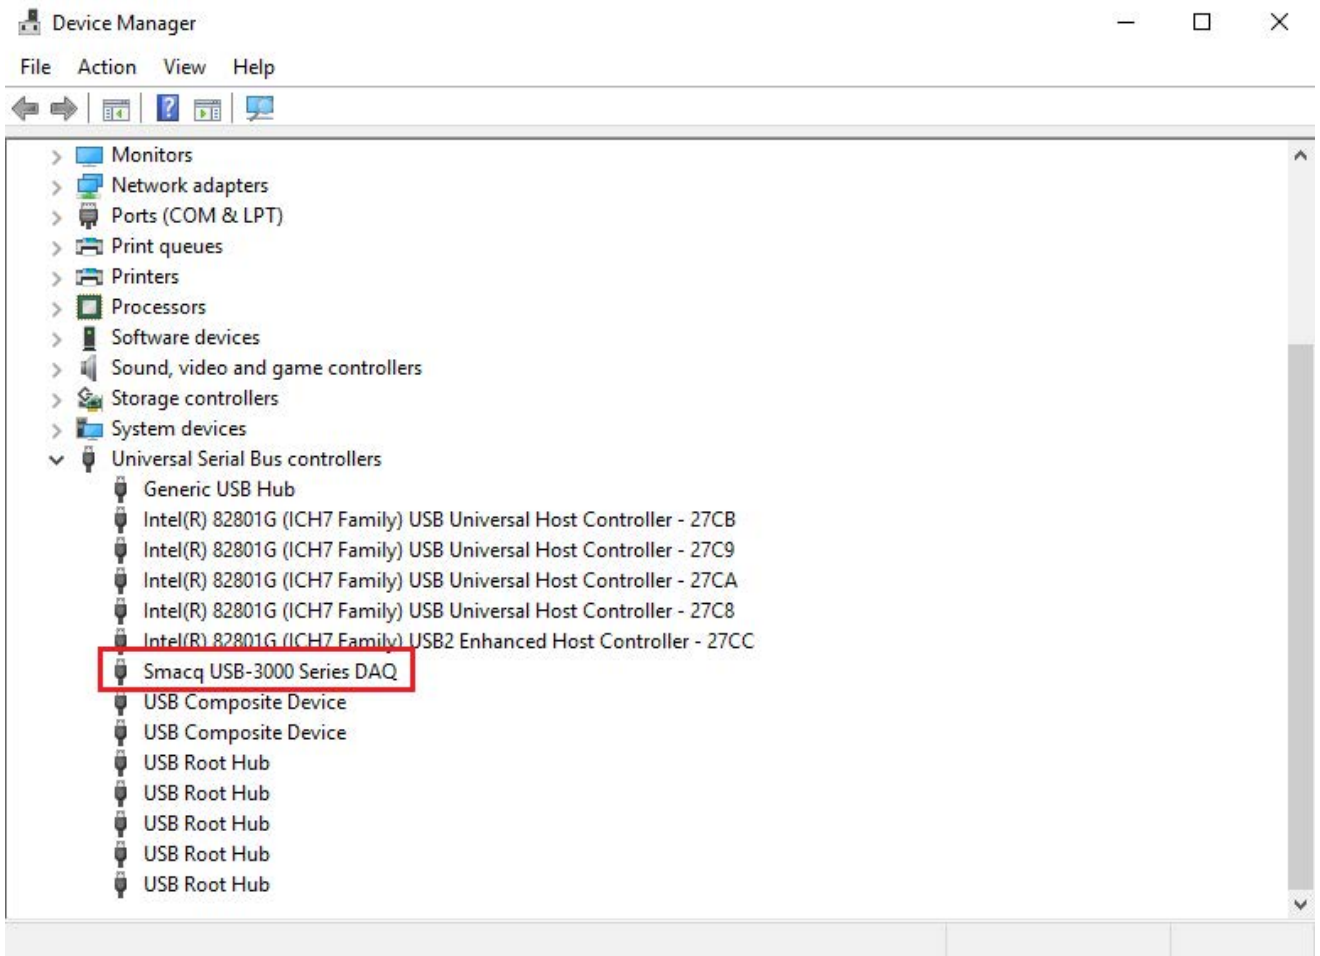 Device Manager
File Action View Help
Monitors
Network adapters
Ports (COM & LPT)
Print queues
Printers
Processors
Software devices
Sound, video and game controllers
Storage controllers
System devices
Universal Serial Bus controllers
Generic USB Hub
Intel(R) 82801G (ICH7 Family) USB Universal Host Controller - 27CB
Intel(R) 82801G (ICH7 Family) USB Universal Host Controller - 27C9
Intel(R) 82801G (ICH7 Family) USB Universal Host Controller - 27CA
Intel(R) 82801G (ICH7 Family) USB Universal Host Controller - 27C8
Intel(R) 82801G (ICH7 Family) USB2 Enhanced Host Controller - 27CC
Smacq USB-3000 Series DAQ
USB Composite Device
USB Composite Device
USB Root Hub
USB Root Hub
USB Root Hub
USB Root Hub
USB Root Hub